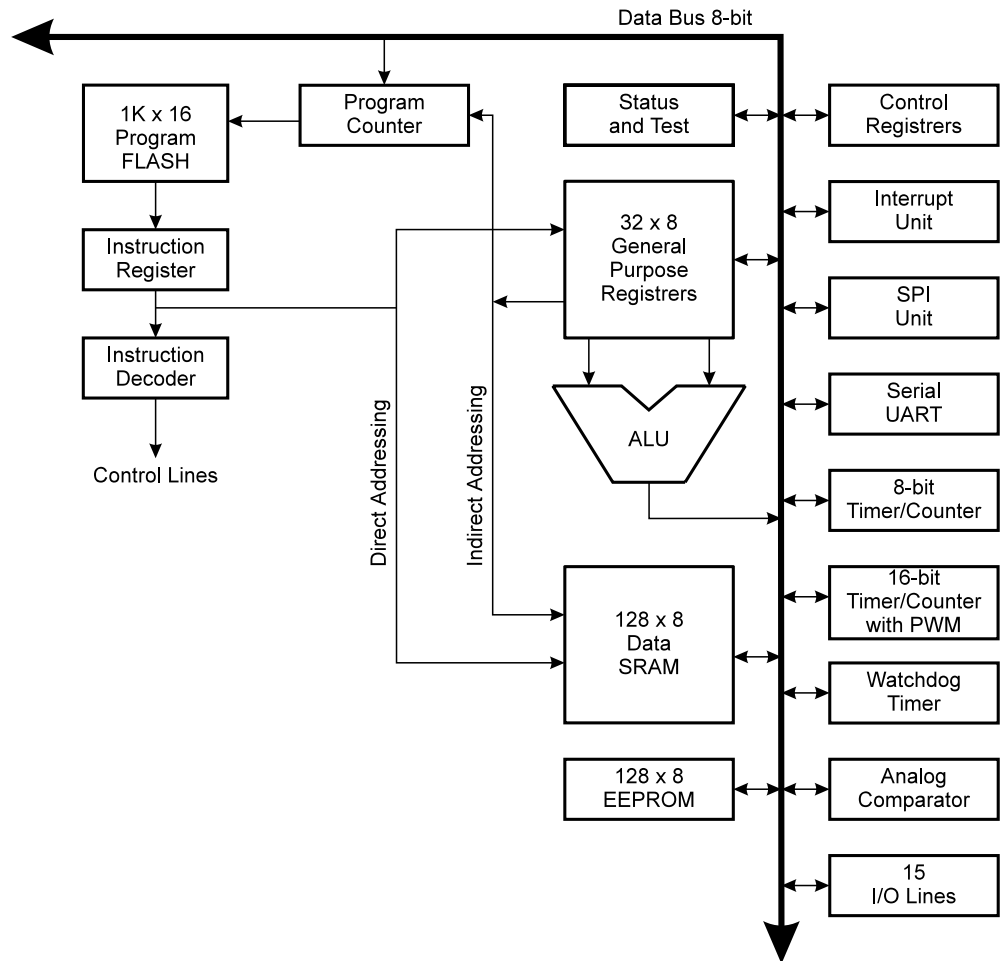 Data Bus 8-bit
1K x 16
Program
FLASH
Program
Counter
Status
and Test
Control
Registrers
Instruction
Register
32 x 8
General
Purpose
Registrers
Interrupt
Unit
SPI
Unit
Instruction
Decoder
Control Lines
Direct Addressing
Indirect Addressing
ALU
Serial
UART
8-bit
Timer/Counter
128 x 8
Data
SRAM
16-bit
Timer/Counter
with PWM
Watchdog
Timer
128 x 8
EEPROM
Analog
Comparator
15
I/O Lines